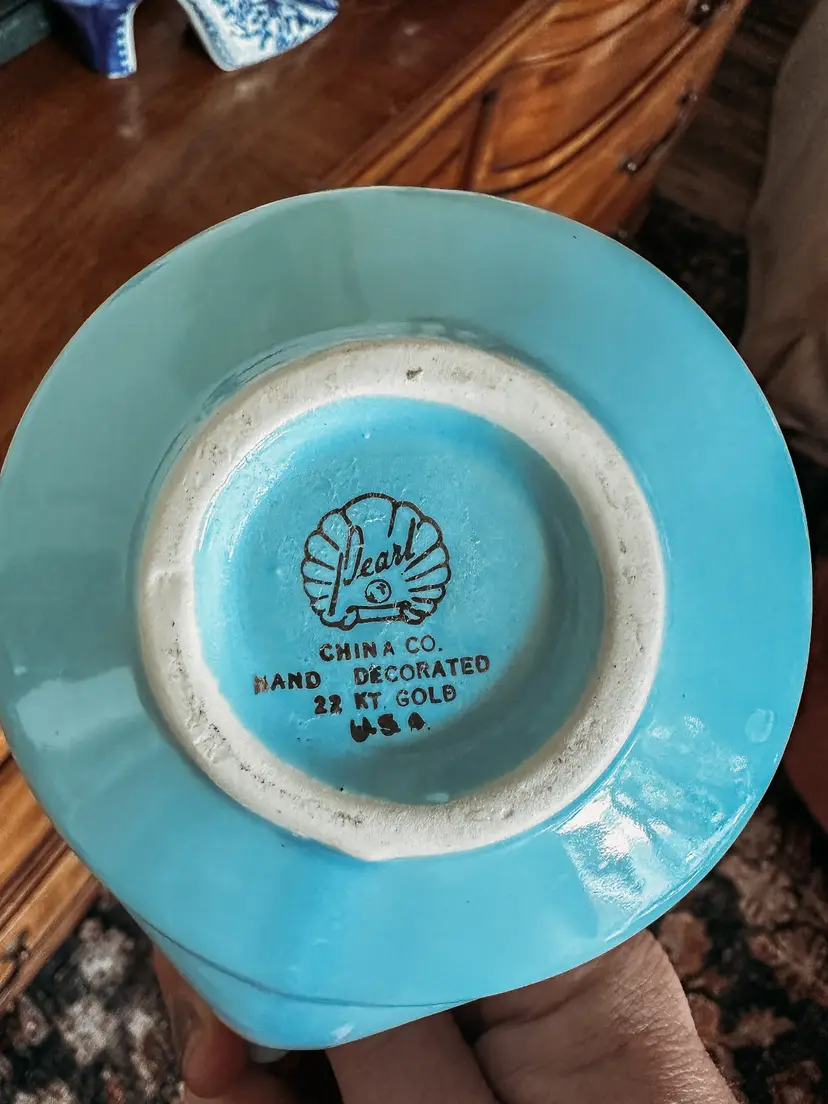 Pearl
CHINA CO.
HAND DECORATED
22 KT. GOLD
U.S.A.